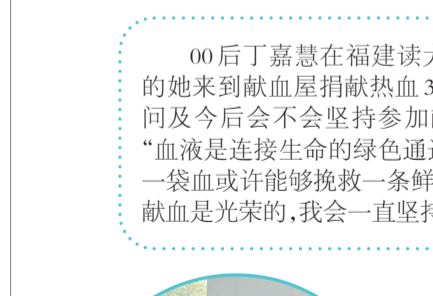 00后丁嘉慧在福建读大
的她来到献血屋捐献热血3
问及今后会不会坚持参加
“血液是连接生命的绿色通
一袋血或许能够挽救一条鲜
献血是光荣的,我会一直坚持